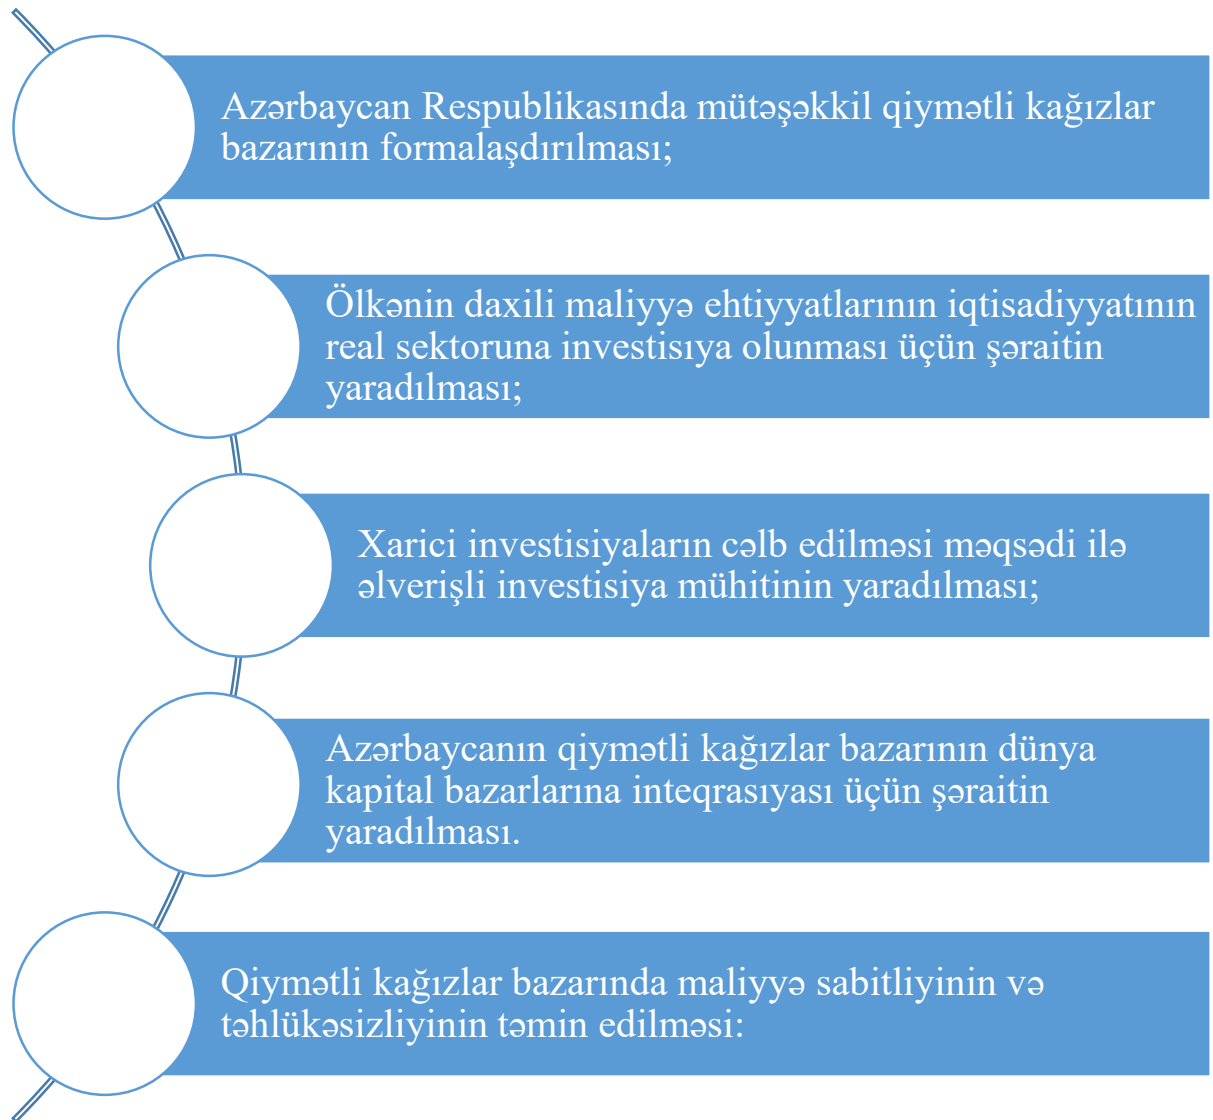 Azərbaycan Respublikasında mütəşəkkil qiymətli kağızlar
bazarının formalaşdırılması;
Ölkənin daxili maliyyə ehtiyyatlarının iqtisadiyyatının
real sektoruna investisıya olunması üçün şəraitin
yaradılması;
Xarici investisiyaların cəlb edilməsi məqsədi ilə
əlverişli investisiya mühitinin yaradılması;
Azərbaycanın qiymətli kağızlar bazarının dünya
kapital bazarlarına inteqrasıyası üçün şəraitin
yaradılması.
Qiymətli kağızlar bazarında maliyyə sabitliyinin və
təhlükəsizliyinin təmin edilməsi: